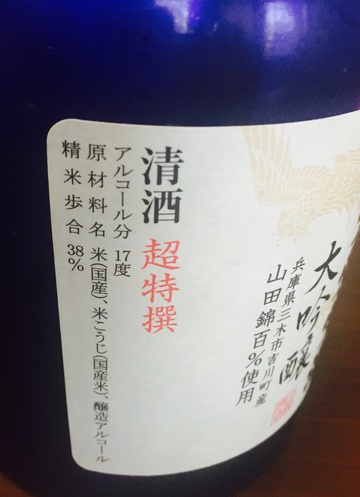 大吟醸
兵庫県三木市吉川町産
山田錦百%使用
清酒 超特撰
アルコール分 17度
原材料名 米(国産)、米こうじ(国産米)、醸造アルコール
精米歩合 38%